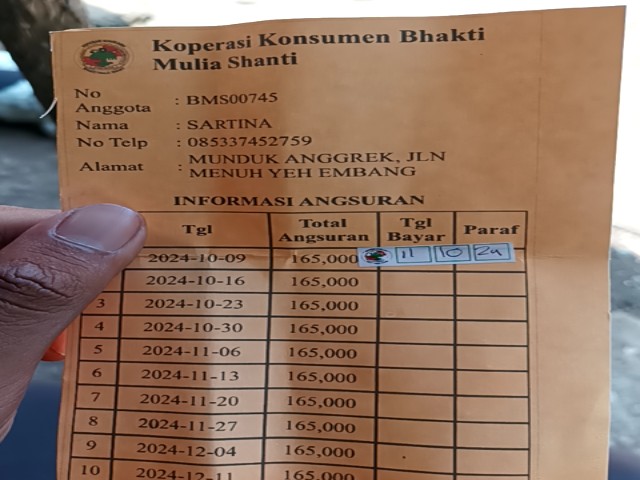 Koperasi Konsumen Bhakti
Mulia Shanti
No
Anggota : BMS00745
Nama : SARTINA
No Telp : 085337452759
Alamat : MUNDUK ANGGREK, JLN
MENUH YEH EMBANG
INFORMASI ANGSURAN
Tgl Total Angsuran Tgl Bayar Paraf
2024-10-09 165,000 11 10 24
2024-10-16 165,000
3 2024-10-23 165,000
4 2024-10-30 165,000
5 2024-11-06 165,000
6 2024-11-13 165,000
7 2024-11-20 165,000
8 2024-11-27 165,000
9 2024-12-04 165,000
10 2024-12-11 165,000